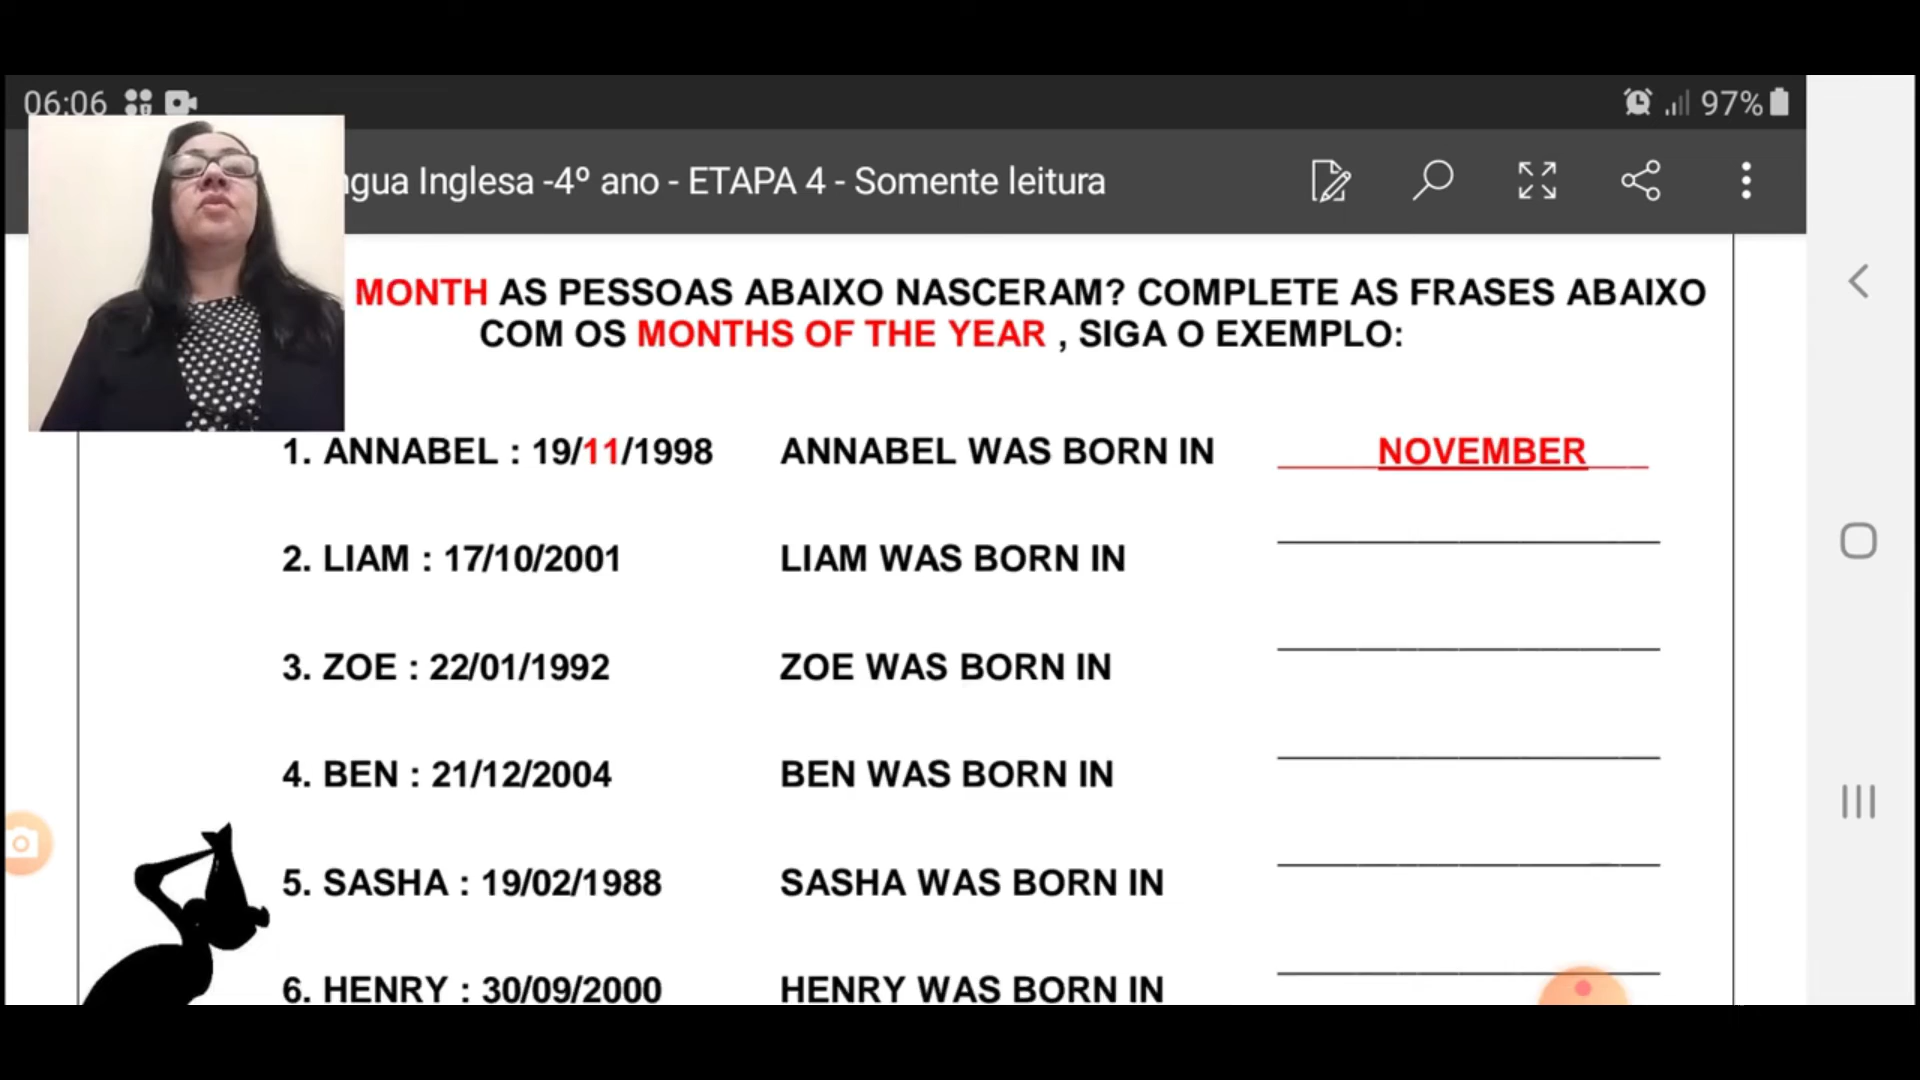 06:06
97%
ngua Inglesa -4º ano - ETAPA 4 - Somente leitura
MONTH AS PESSOAS ABAIXO NASCERAM? COMPLETE AS FRASES ABAIXO
COM OS MONTHS OF THE YEAR , SIGA O EXEMPLO:
1. ANNABEL : 19/11/1998 ANNABEL WAS BORN IN NOVEMBER
2. LIAM : 17/10/2001 LIAM WAS BORN IN
3. ZOE : 22/01/1992 ZOE WAS BORN IN
4. BEN : 21/12/2004 BEN WAS BORN IN
5. SASHA : 19/02/1988 SASHA WAS BORN IN
6. HENRY : 30/09/2000 HENRY WAS BORN IN